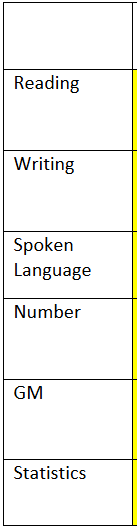 Reading
Writing
Spoken
Language
Number
GM
Statistics